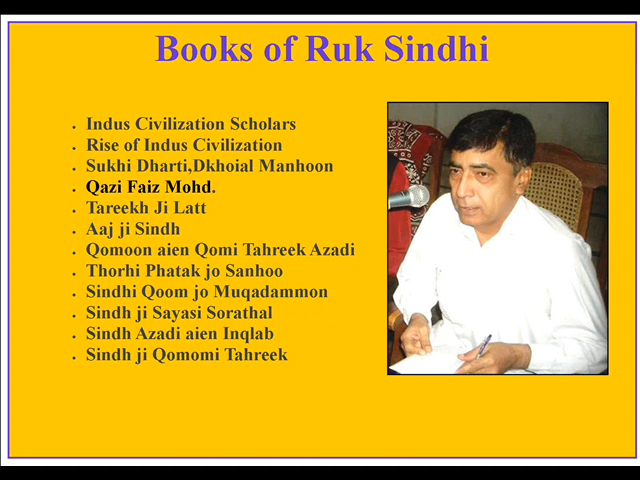 Books of Ruk Sindhi
Indus Civilization Scholars
Rise of Indus Civilization
Sukhi Dharti,Dkhoial Manhoon
Qazi Faiz Mohd.
Tareekh Ji Latt
Aaj ji Sindh
Qomoon aien Qomi Tahreek Azadi
Thorhi Phatak jo Sanhoo
Sindhi Qoom jo Muqadammon
Sindh ji Sayasi Sorathal
Sindh Azadi aien Inqlab
Sindh ji Qomomi Tahreek